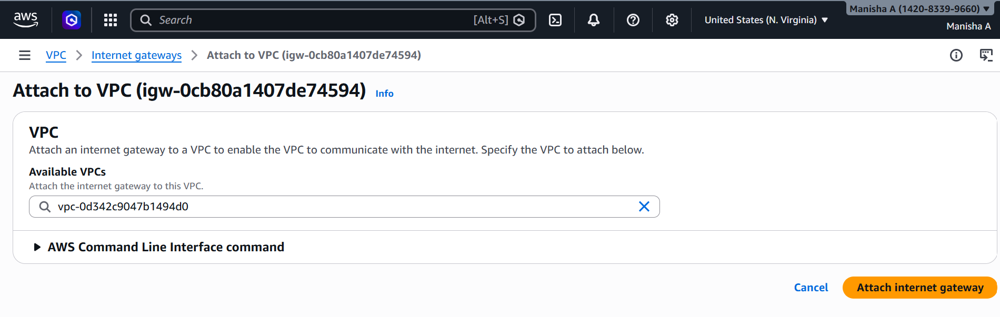 aws
Search [Alt+S]
United States (N. Virginia)
Manisha A (1420-8339-9660)
Manisha A
VPC
Internet gateways
Attach to VPC (igw-0cb80a1407de74594)
Attach to VPC (igw-0cb80a1407de74594) Info
VPC
Attach an internet gateway to a VPC to enable the VPC to communicate with the internet. Specify the VPC to attach below.
Available VPCs
Attach the internet gateway to this VPC.
vpc-0d342c9047b1494d0
AWS Command Line Interface command
Cancel
Attach internet gateway